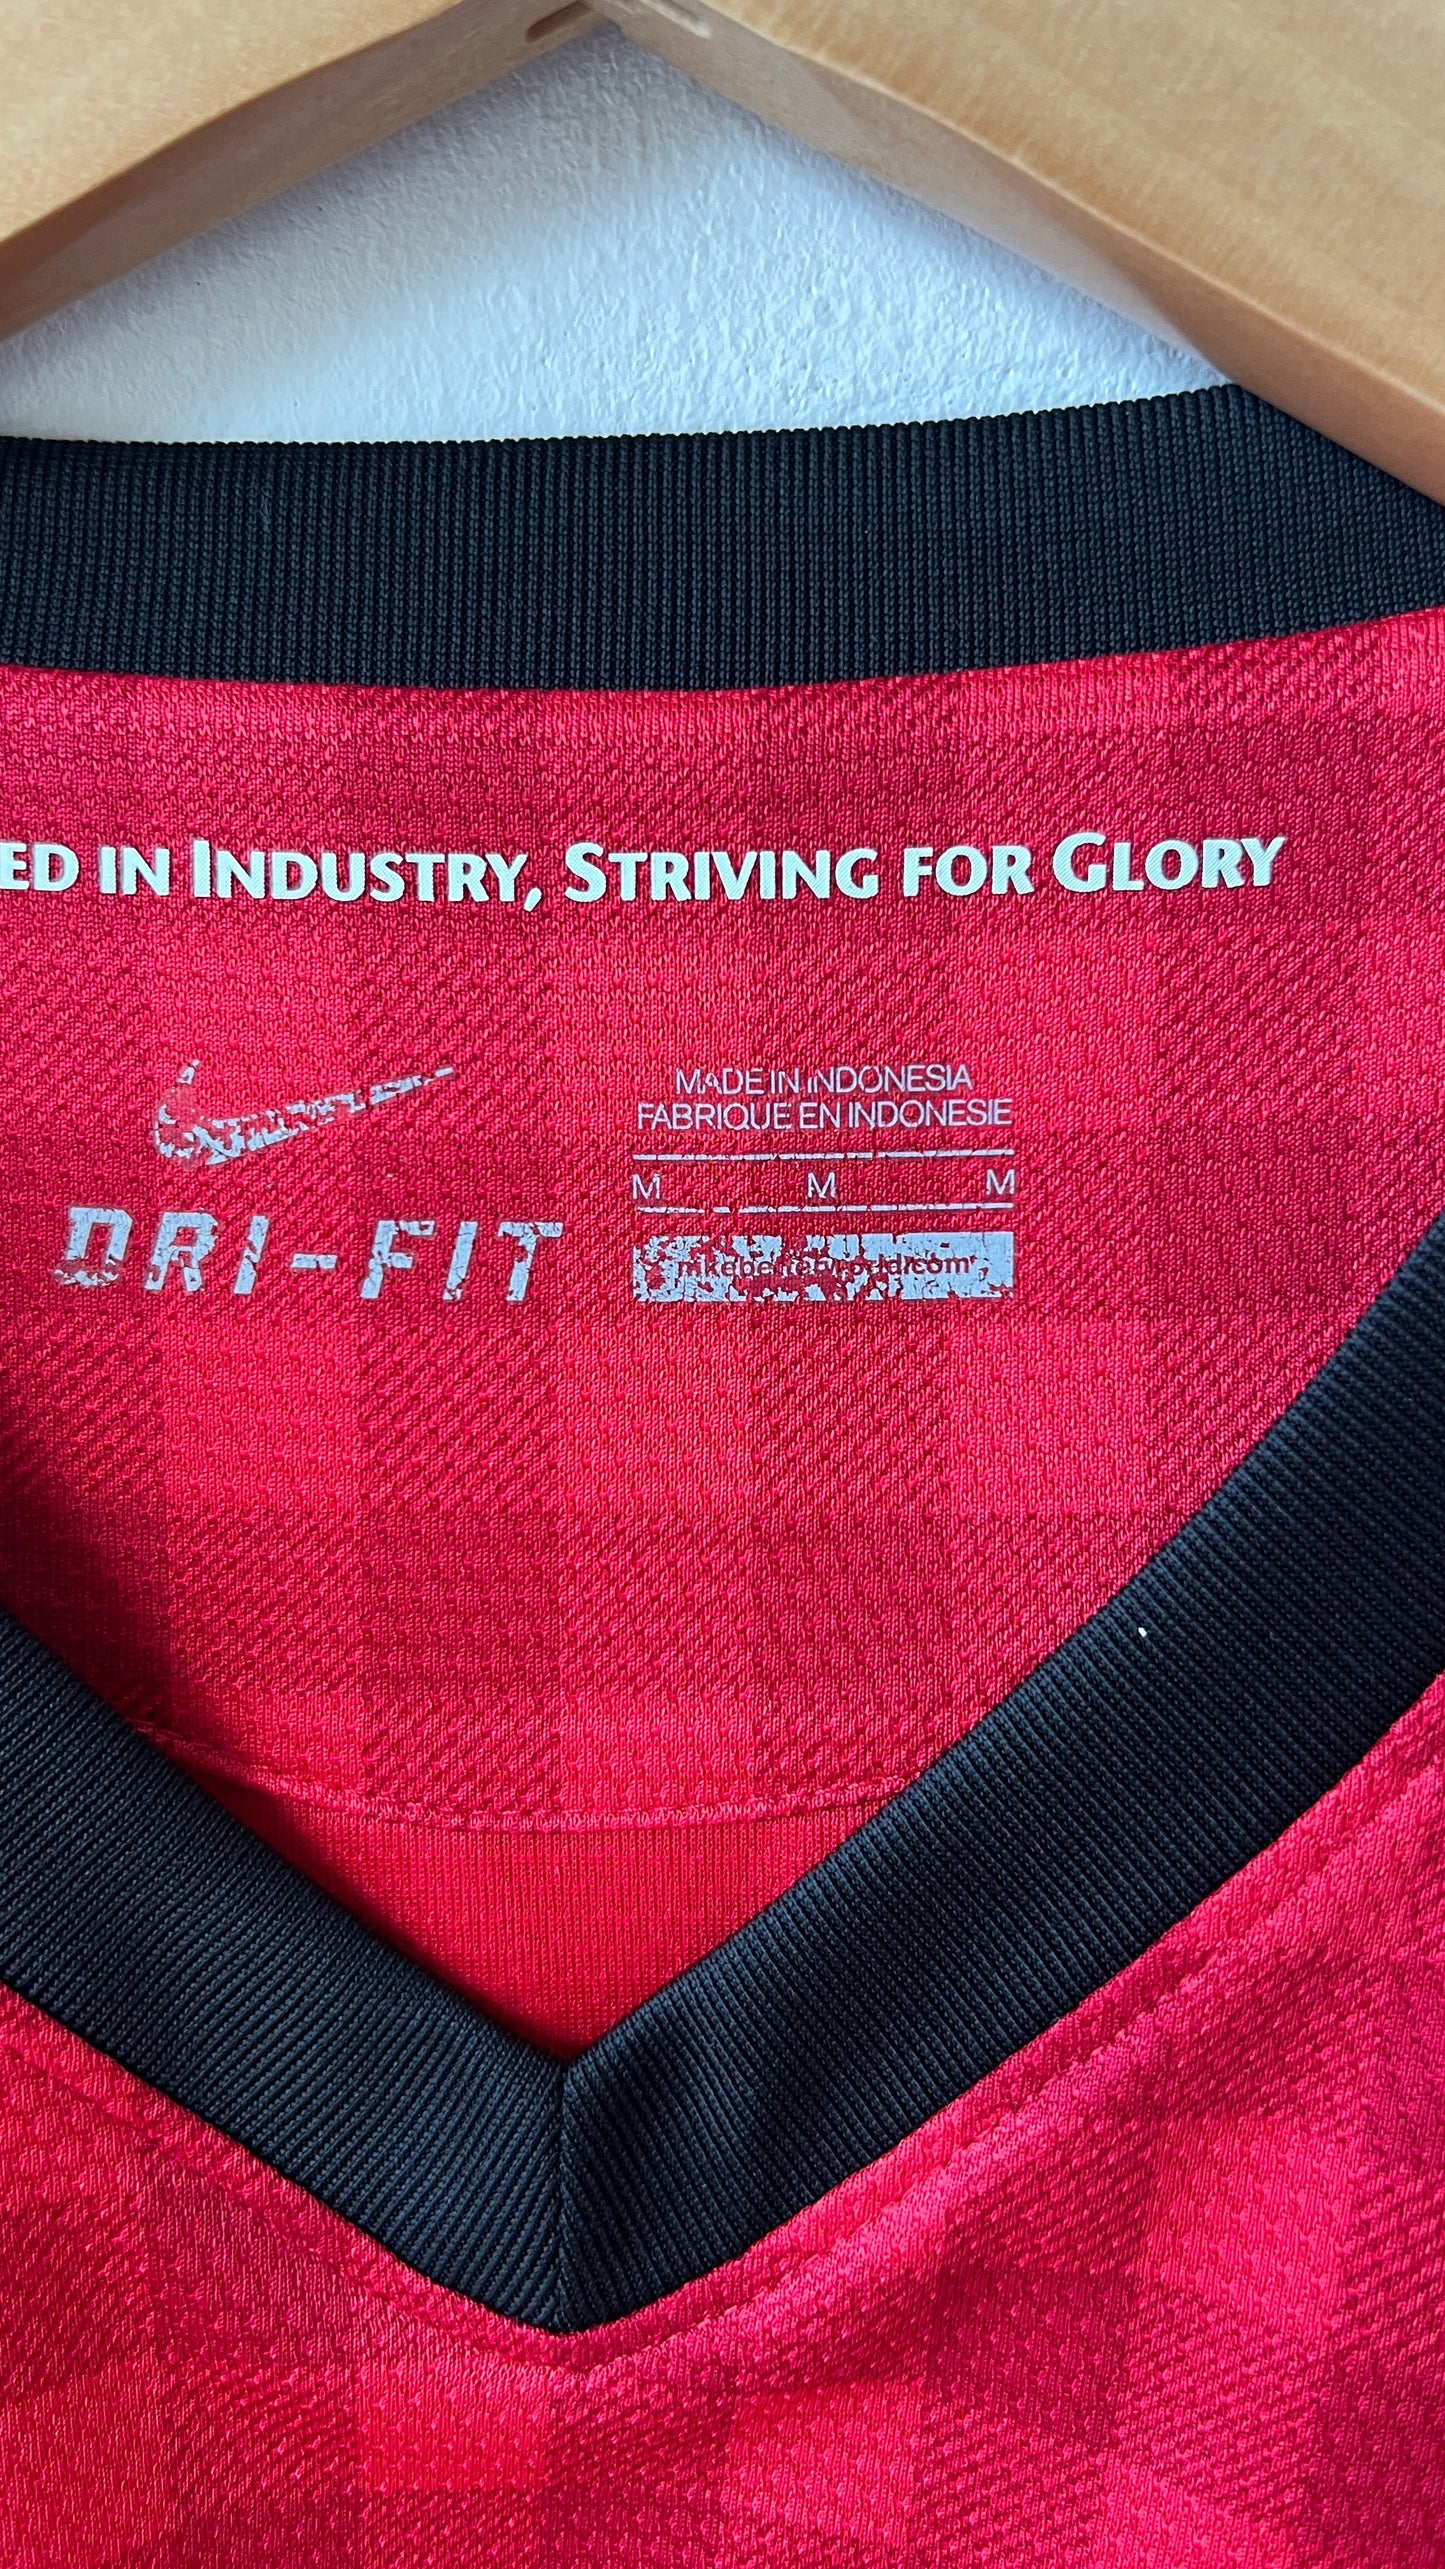 ED IN INDUSTRY, STRIVING FOR GLORY
MADE IN INDONESIA
FABRIQUE EN INDONESIE
M M M
DRI-FIT